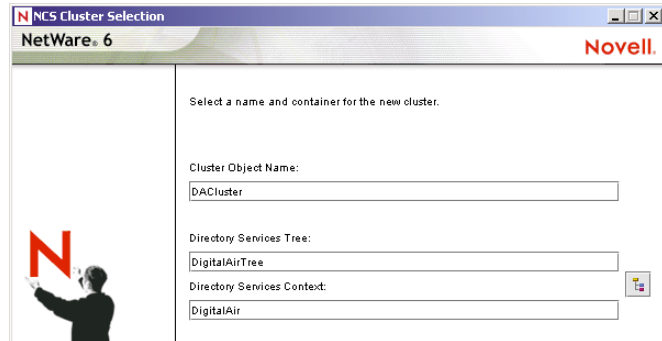 NCS Cluster Selection
NetWare® 6
Novell.
Select a name and container for the new cluster.
Cluster Object Name:
DACluster
Directory Services Tree:
DigitalAirTree
Directory Services Context:
DigitalAir